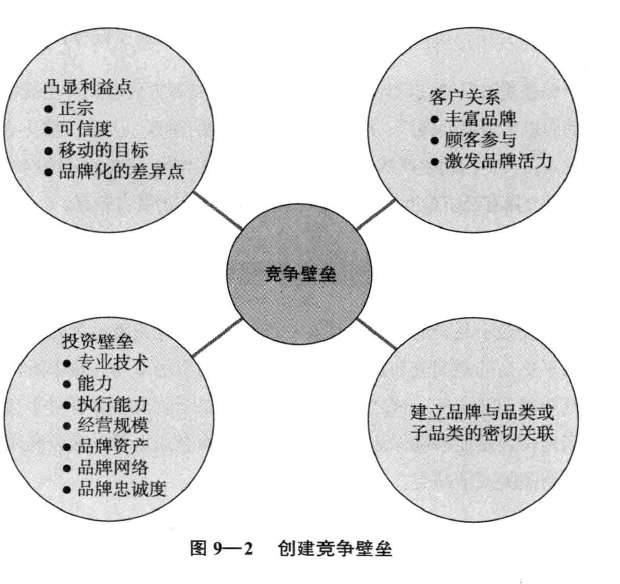 凸显利益点
● 正宗
● 可信度
● 移动的目标
● 品牌化的差异点
客户关系
● 丰富品牌
● 顾客参与
● 激发品牌活力
竞争壁垒
投资壁垒
● 专业技术
● 能力
● 执行能力
● 经营规模
● 品牌资产
● 品牌网络
● 品牌忠诚度
建立品牌与品类或
子品类的密切关联
图 9—2 创建竞争壁垒